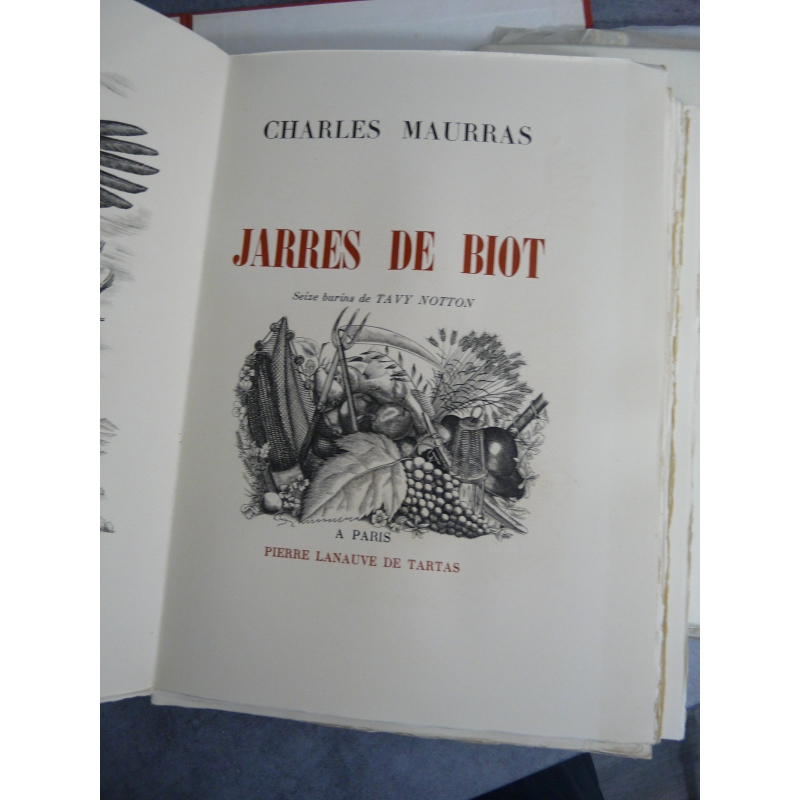 CHARLES MAURRAS
JARRES DE BIOT
Seize burins de TAVY NOTTON
A PARIS
PIERRE LANAUVE DE TARTAS